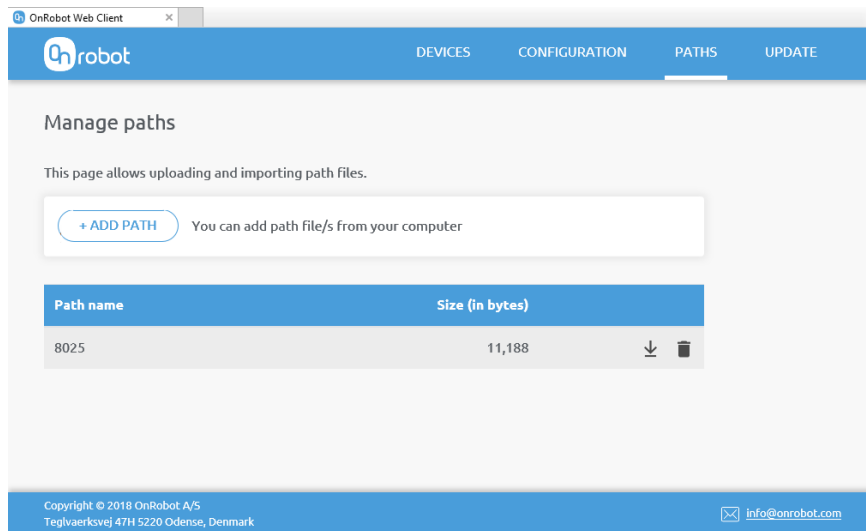 OnRobot Web Client
On robot
DEVICES CONFIGURATION PATHS UPDATE
Manage paths
This page allows uploading and importing path files.
+ ADD PATH You can add path file/s from your computer
Path name Size (in bytes)
8025 11,188
Copyright © 2018 OnRobot A/S
Teglvaerksvej 47H 5220 Odense, Denmark
info@onrobot.com